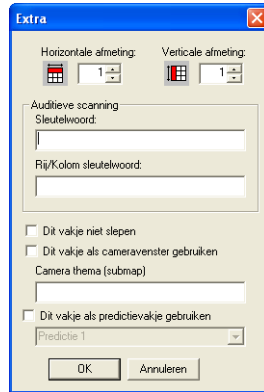 Extra
Horizontale afmeting: Verticale afmeting:
1 1
Auditieve scanning
Sleutelwoord:
Rij/Kolom sleutelwoord:
Dit vakje niet slepen
Dit vakje als cameravenster gebruiken
Camera thema (submap)
Dit vakje als predictievakje gebruiken
Predictie 1
OK Annuleren